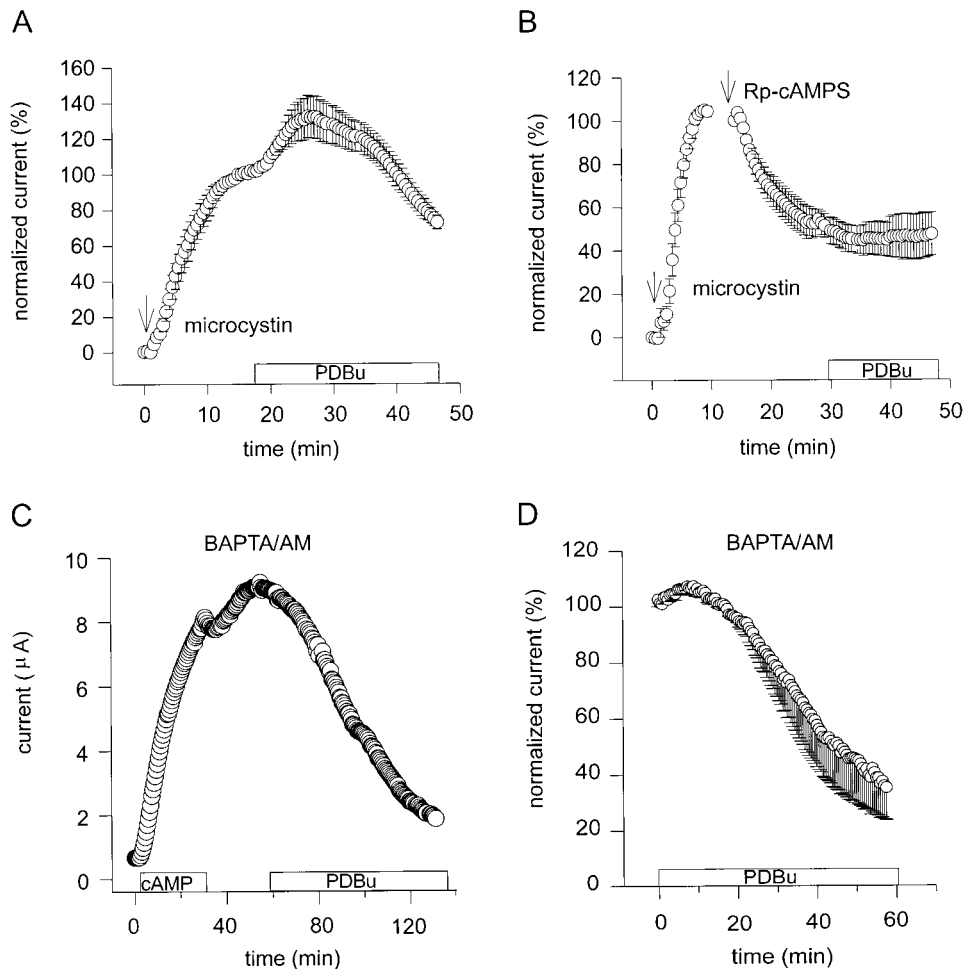 A
normalized current (%)
160
140
120
100
80
60
40
20
0
microcystin
PDBu
0 10 20 30 40 50
time (min)
B
normalized current (%)
120
100
80
60
40
20
0
Rp-cAMPS
microcystin
PDBu
0 10 20 30 40 50
time (min)
C
BAPTA/AM
current ( μ A)
10
8
6
4
2
0
cAMP
PDBu
0 40 80 120
time (min)
D
BAPTA/AM
normalized current (%)
120
100
80
60
40
20
0
PDBu
0 20 40 60
time (min)